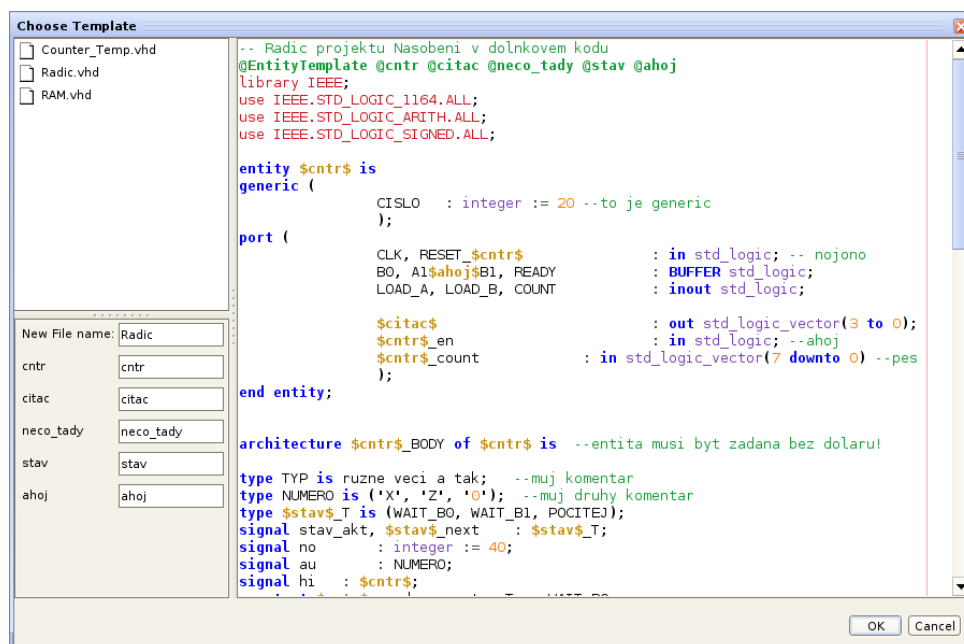 Choose Template
Counter_Temp.vhd
Radic.vhd
RAM.vhd
New File name: Radic
cntr cntr
citac citac
neco_tady neco_tady
stav stav
ahoj ahoj
-- Radic projektu Nasobeni v dolnkovem kodu
@EntityTemplate @cntr @citac @neco_tady @stav @ahoj
library IEEE;
use IEEE.STD_LOGIC_1164.ALL;
use IEEE.STD_LOGIC_ARITH.ALL;
use IEEE.STD_LOGIC_SIGNED.ALL;
entity $cntr$ is
generic (
CISLO : integer := 20 --to je generic
);
port (
CLK, RESET_$cntr$ : in std_logic; -- nojono
B0, A1$ahoj$B1, READY : BUFFER std_logic;
LOAD_A, LOAD_B, COUNT : inout std_logic;
$citac$ : out std_logic_vector(3 to 0);
$cntr$_en : in std_logic; --ahoj
$cntr$_count : in std_logic_vector(7 downto 0) --pes
);
end entity;
architecture $cntr$_BODY of $cntr$ is --entita musi byt zadana bez dolaru!
type TYP is ruzne veci a tak; --muj komentar
type NUMERO is ('X', 'Z', '0'); --muj druhy komentar
type $stav$_T is (WAIT_B0, WAIT_B1, POCITEJ);
signal stav_akt, $stav$_next : $stav$_T;
signal no : integer := 40;
signal au : NUMERO;
signal hi : $cntr$;
OK Cancel